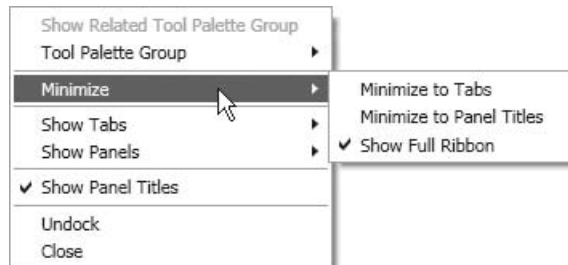 Show Related Tool Palette Group
Tool Palette Group
Minimize
Show Tabs
Show Panels
Show Panel Titles
Undock
Close
Minimize to Tabs
Minimize to Panel Titles
Show Full Ribbon